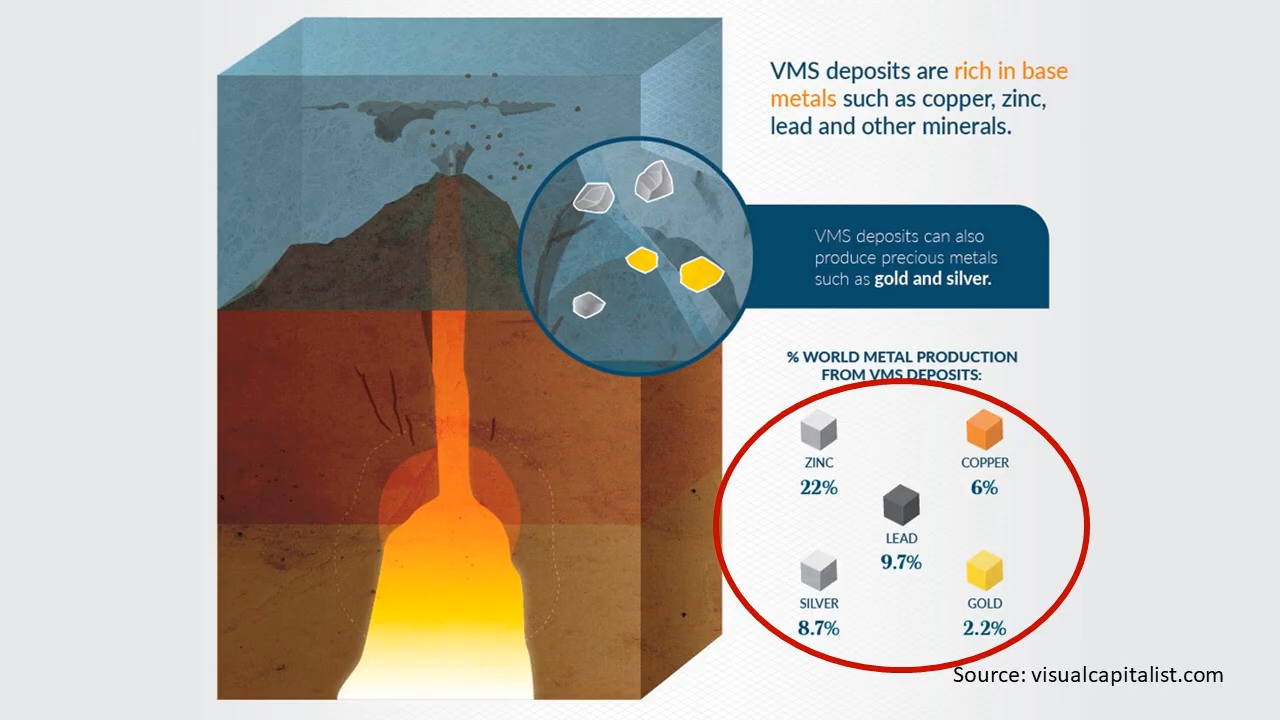 VMS deposits are rich in base
metals such as copper, zinc,
lead and other minerals.
VMS deposits can also
produce precious metals
such as gold and silver.
% WORLD METAL PRODUCTION
FROM VMS DEPOSITS:
ZINC
22%
COPPER
6%
LEAD
9.7%
SILVER
8.7%
GOLD
2.2%
Source: visualcapitalist.com